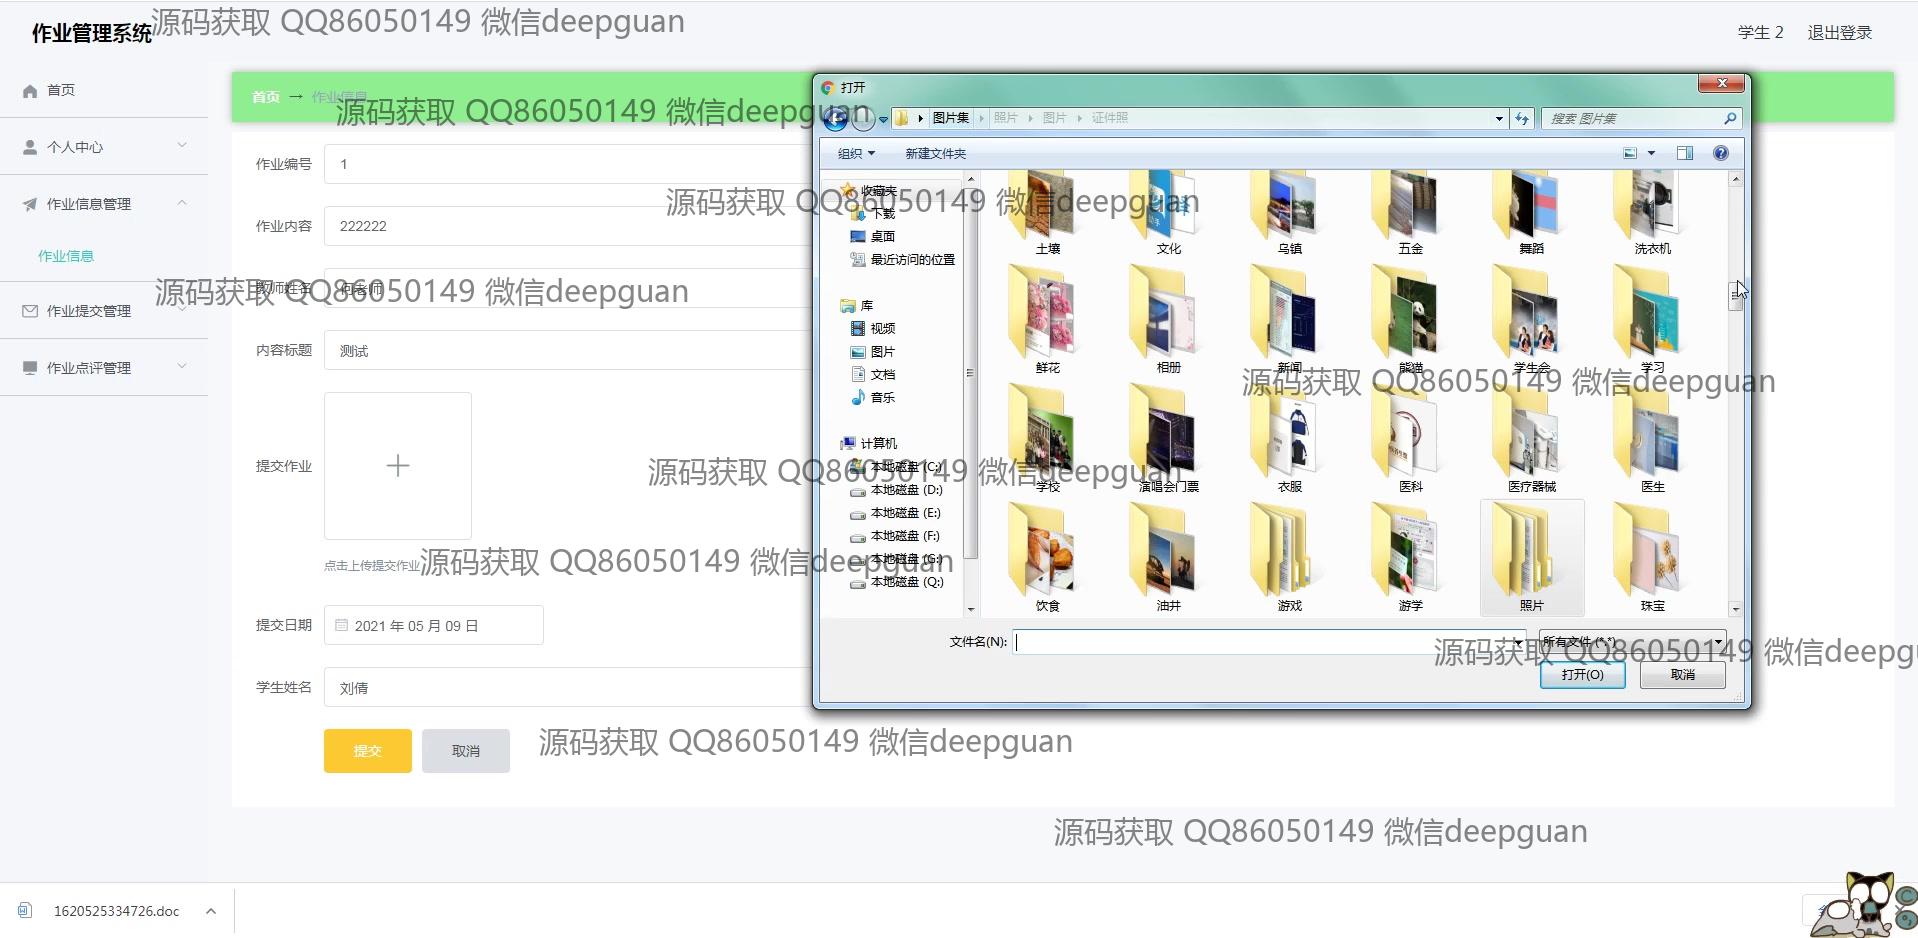 作业管理系统
源码获取 QQ86050149 微信deepguan
学生 2
退出登录
首页
个人中心
作业信息管理
作业信息
作业提交管理
作业点评管理
首页 → 作业信息
源码获取 QQ86050149 微信deepguan
作业编号
1
作业内容
222222
源码获取 QQ86050149 微信deepguan
教师姓名
何老师
源码获取 QQ86050149 微信deepguan
内容标题
测试
源码获取 QQ86050149 微信deepguan
提交作业
源码获取 QQ86050149 微信deepguan
点击上传提交作业
源码获取 QQ86050149 微信deepguan
提交日期
2021 年 05 月 09 日
学生姓名
刘倩
提交
取消
源码获取 QQ86050149 微信deepguan
源码获取 QQ86050149 微信deepguan
打开
图片集
照片
图片
证件照
搜索 图片集
组织
新建文件夹
收藏夹
下载
桌面
最近访问的位置
库
视频
图片
文档
音乐
计算机
本地磁盘 (C:)
本地磁盘 (D:)
本地磁盘 (E:)
本地磁盘 (F:)
本地磁盘 (G:)
本地磁盘 (Q:)
土壤
文化
乌镇
五金
舞蹈
洗衣机
鲜花
相册
新闻
熊猫
学生会
学习
学校
演唱会门票
衣服
医科
医疗器械
医生
饮食
油井
游戏
游学
照片
珠宝
文件名(N):
所有文件 (*.*)
源码获取 QQ86050149 微信deepgu
打开(O)
取消
1620525334726.doc